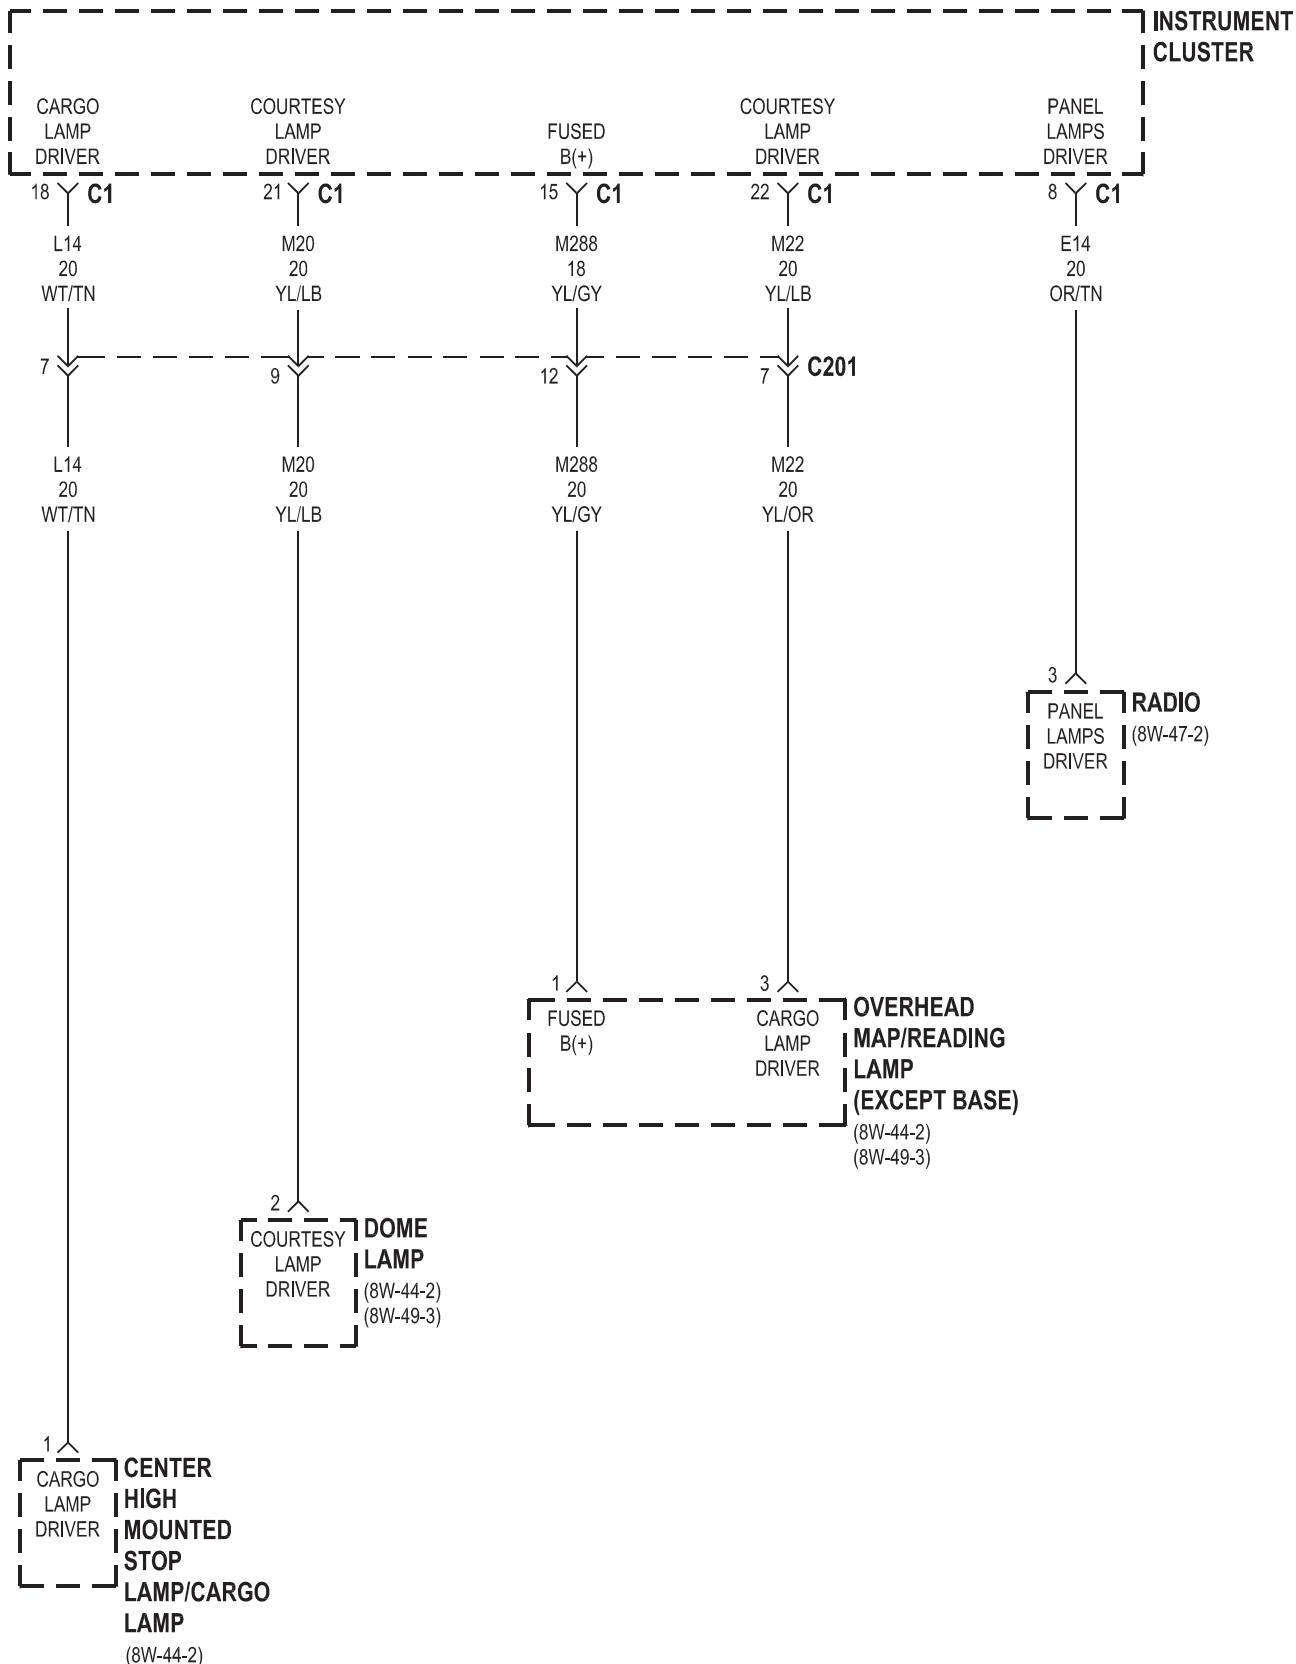 INSTRUMENT
CLUSTER
CARGO
LAMP
DRIVER
COURTESY
LAMP
DRIVER
FUSED
B(+)
COURTESY
LAMP
DRIVER
PANEL
LAMPS
DRIVER
18 C1
21 C1
15 C1
22 C1
8 C1
L14
20
WT/TN
M20
20
YL/LB
M288
18
YL/GY
M22
20
YL/LB
E14
20
OR/TN
7
9
12
7
C201
L14
20
WT/TN
M20
20
YL/LB
M288
20
YL/GY
M22
20
YL/OR
3
PANEL
LAMPS
DRIVER
RADIO
(8W-47-2)
1
FUSED
B(+)
3
CARGO
LAMP
DRIVER
OVERHEAD
MAP/READING
LAMP
(EXCEPT BASE)
(8W-44-2)
(8W-49-3)
2
COURTESY
LAMP
DRIVER
DOME
LAMP
(8W-44-2)
(8W-49-3)
1
CARGO
LAMP
DRIVER
CENTER
HIGH
MOUNTED
STOP
LAMP/CARGO
LAMP
(8W-44-2)